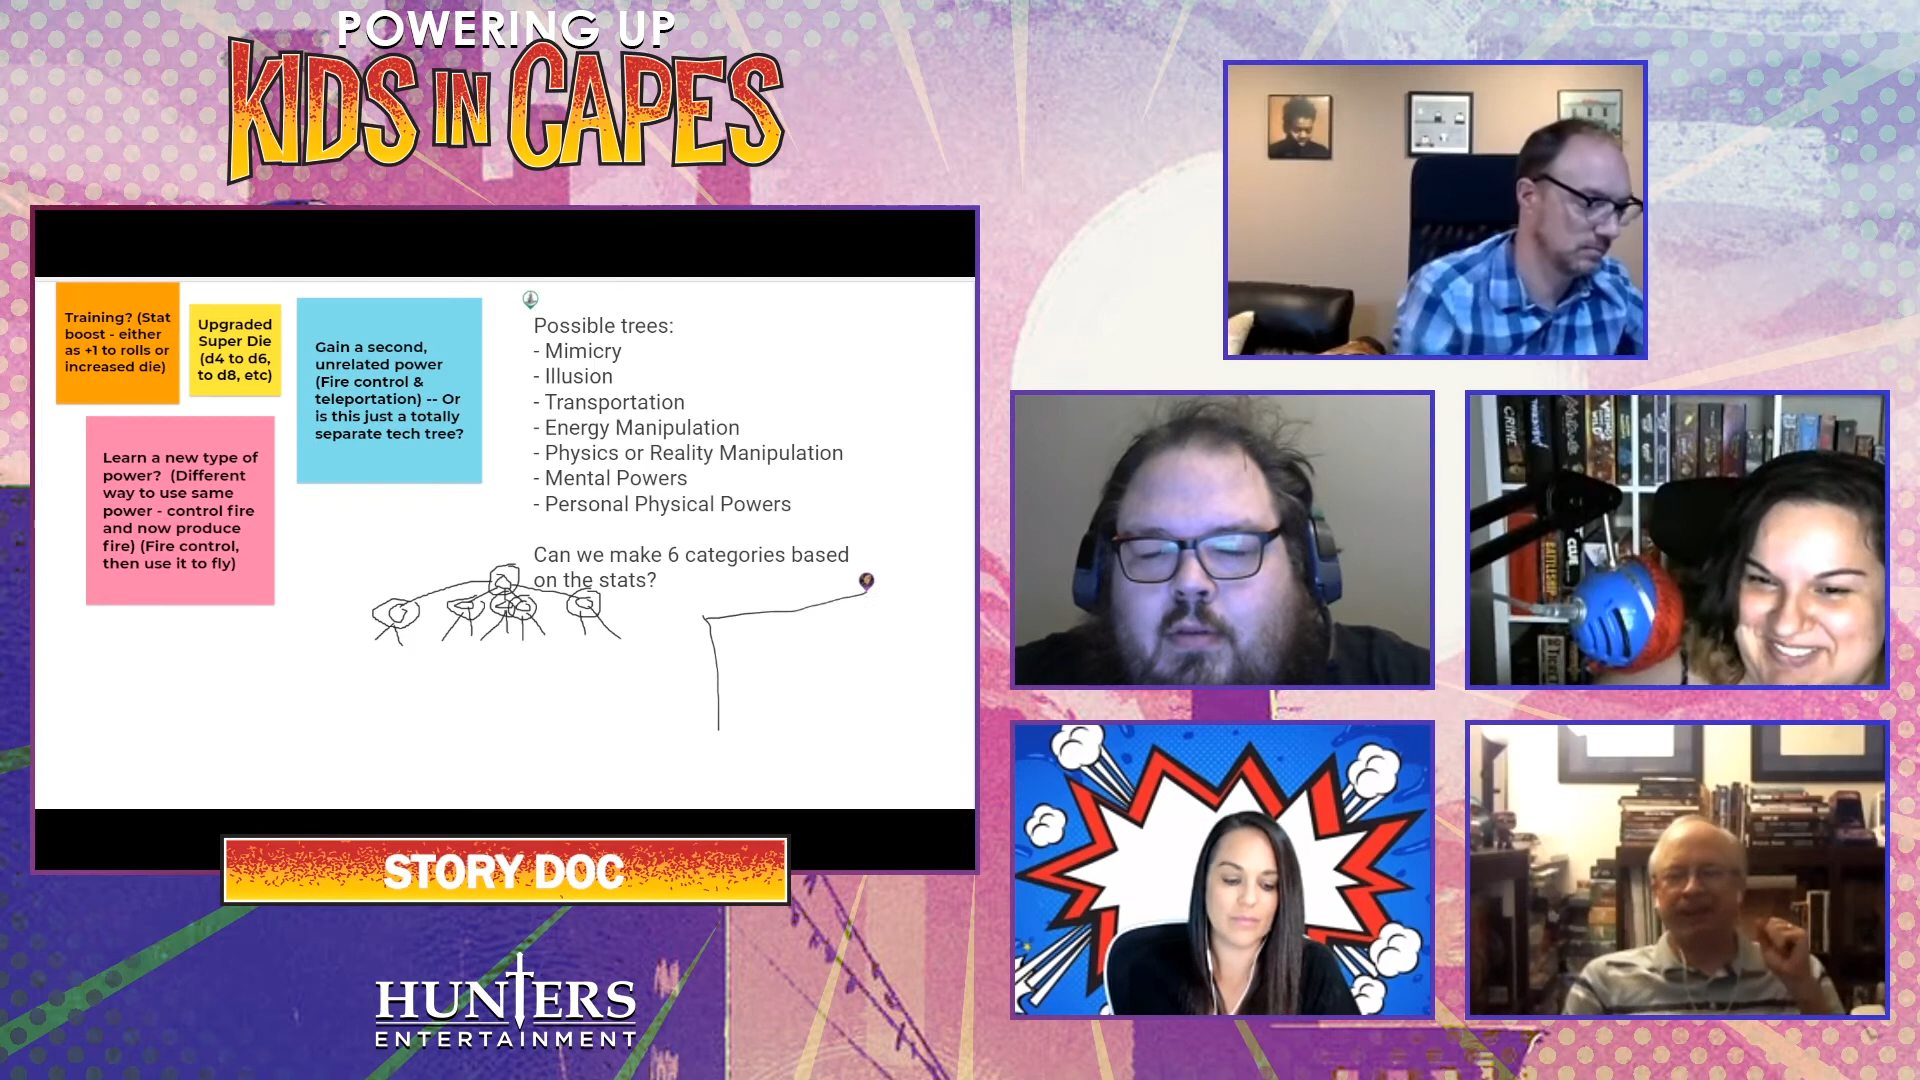 POWERING UP
KIDS IN CAPES
Training? (Stat
boost - either
as +1 to rolls or
increased die)
Upgraded
Super Die
(d4 to d6,
to d8, etc)
Gain a second,
unrelated power
(Fire control &
teleportation) -- Or
is this just a totally
separate tech tree?
Learn a new type of
power? (Different
way to use same
power - control fire
and now produce
fire) (Fire control,
then use it to fly)
Possible trees:
- Mimicry
- Illusion
- Transportation
- Energy Manipulation
- Physics or Reality Manipulation
- Mental Powers
- Personal Physical Powers
Can we make 6 categories based
on the stats?
STORY DOC
HUNTERS
ENTERTAINMENT
CRIME
BATTLESHIP
CLUE
TICKET